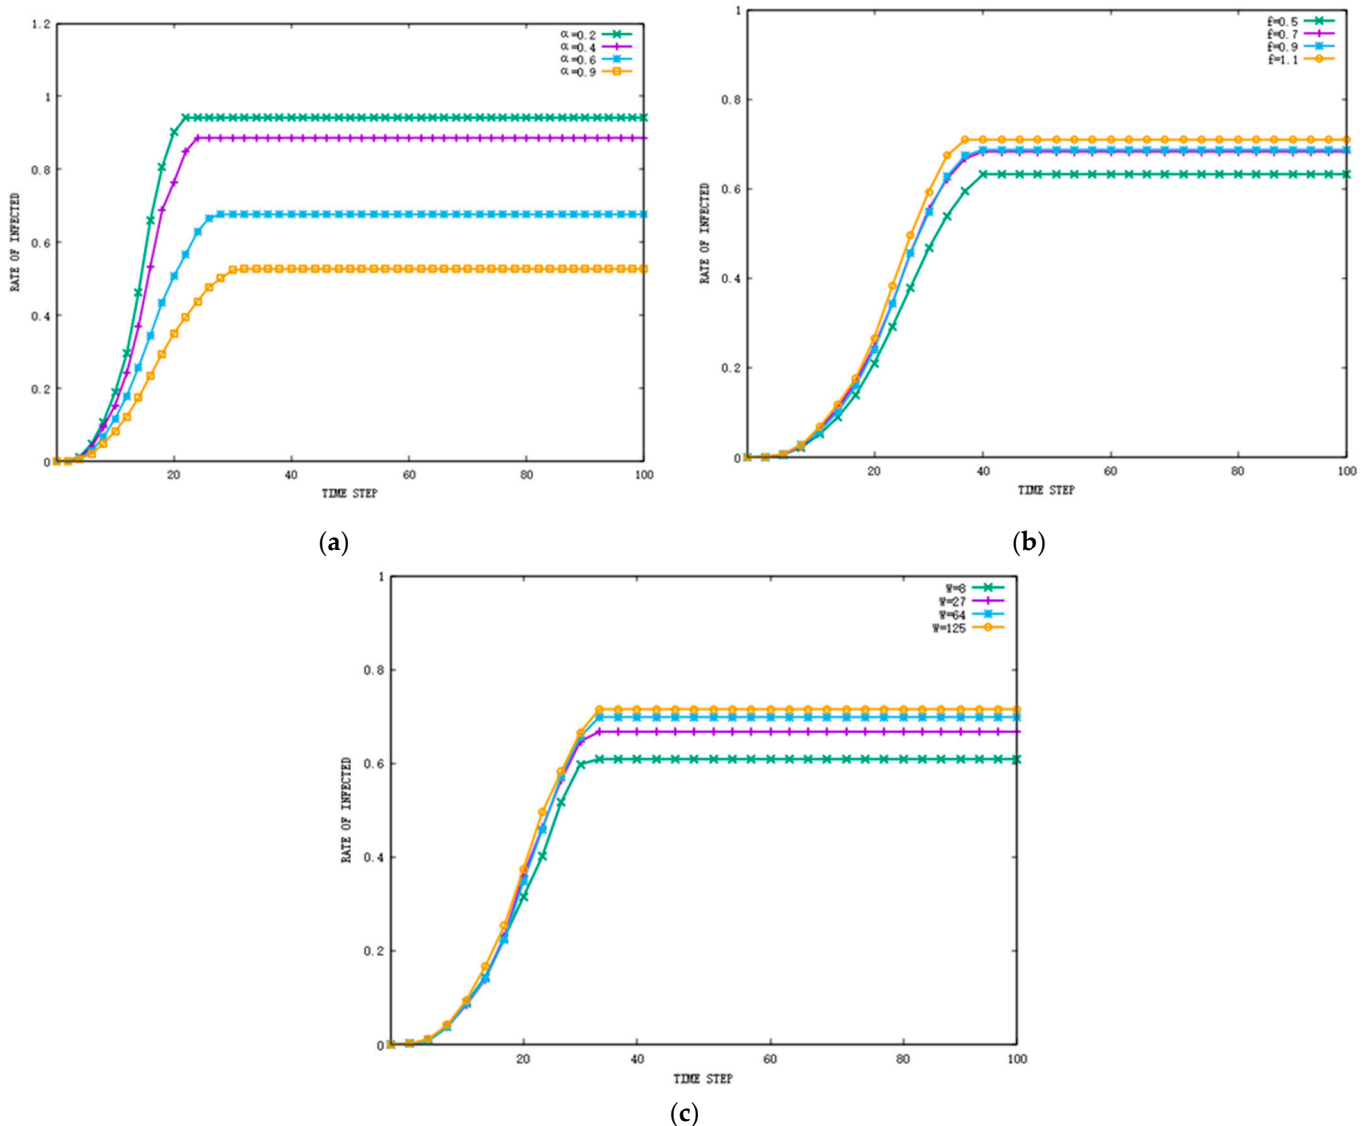 1.2
1
0.8
0.6
0.4
0.2
0
RATE OF INFECTED
α=0.2
α=0.4
α=0.6
α=0.9
20
40
60
80
100
TIME STEP
(a)
1
0.8
0.6
0.4
0.2
0
RATE OF INFECTED
f=0.5
f=0.7
f=0.9
f=1.1
20
40
60
80
100
TIME STEP
(b)
1
0.8
0.6
0.4
0.2
0
RATE OF INFECTED
W=8
W=27
W=64
W=125
20
40
60
80
100
TIME STEP
(c)